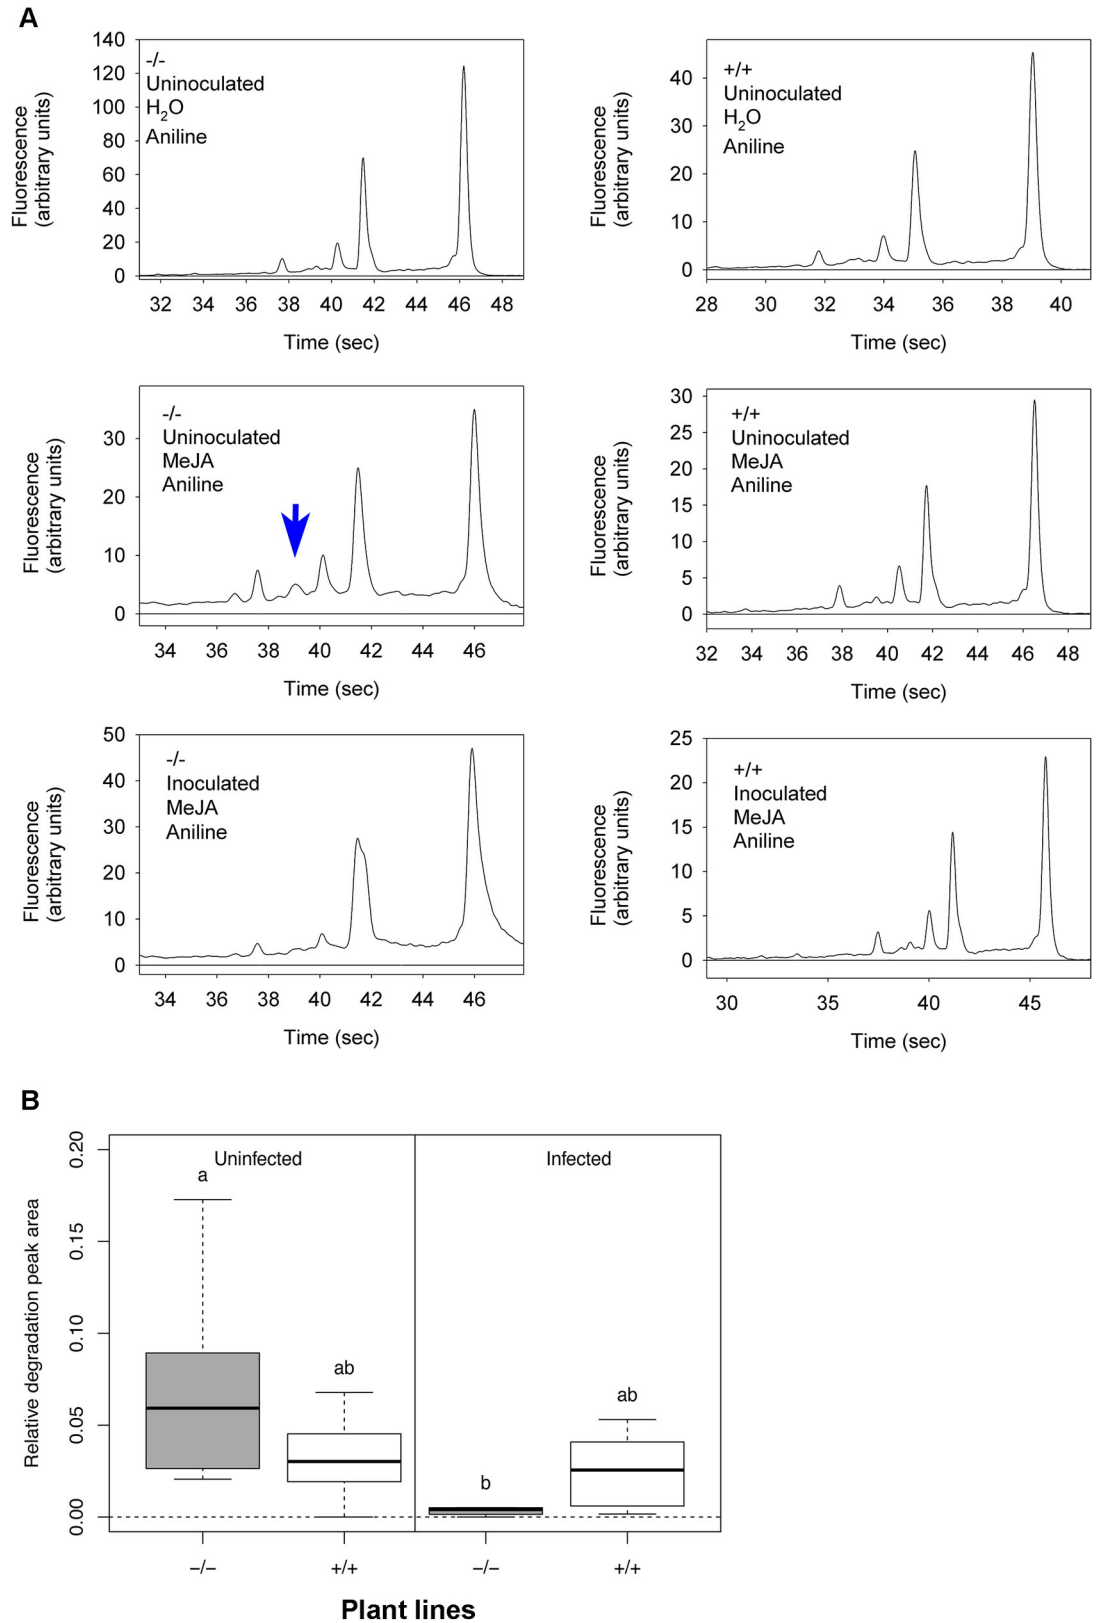 A
-/-
Uninoculated
H2O
Aniline
140
120
100
80
60
40
20
0
32 34 36 38 40 42 44 46 48
Time (sec)
Fluorescence
(arbitrary units)
+/+
Uninoculated
H2O
Aniline
40
30
20
10
0
28 30 32 34 36 38 40
Time (sec)
Fluorescence
(arbitrary units)
-/-
Uninoculated
MeJA
Aniline
30
20
10
0
34 36 38 40 42 44 46
Time (sec)
Fluorescence
(arbitrary units)
+/+
Uninoculated
MeJA
Aniline
30
25
20
15
10
5
0
32 34 36 38 40 42 44 46 48
Time (sec)
Fluorescence
(arbitrary units)
-/-
Inoculated
MeJA
Aniline
50
40
30
20
10
0
34 36 38 40 42 44 46
Time (sec)
Fluorescence
(arbitrary units)
+/+
Inoculated
MeJA
Aniline
25
20
15
10
5
0
30 35 40 45
Time (sec)
Fluorescence
(arbitrary units)
B
Uninfected Infected
a
ab
b
ab
0.20
0.15
0.10
0.05
0.00
Relative degradation peak area
−/− +/+ −/− +/+
Plant lines